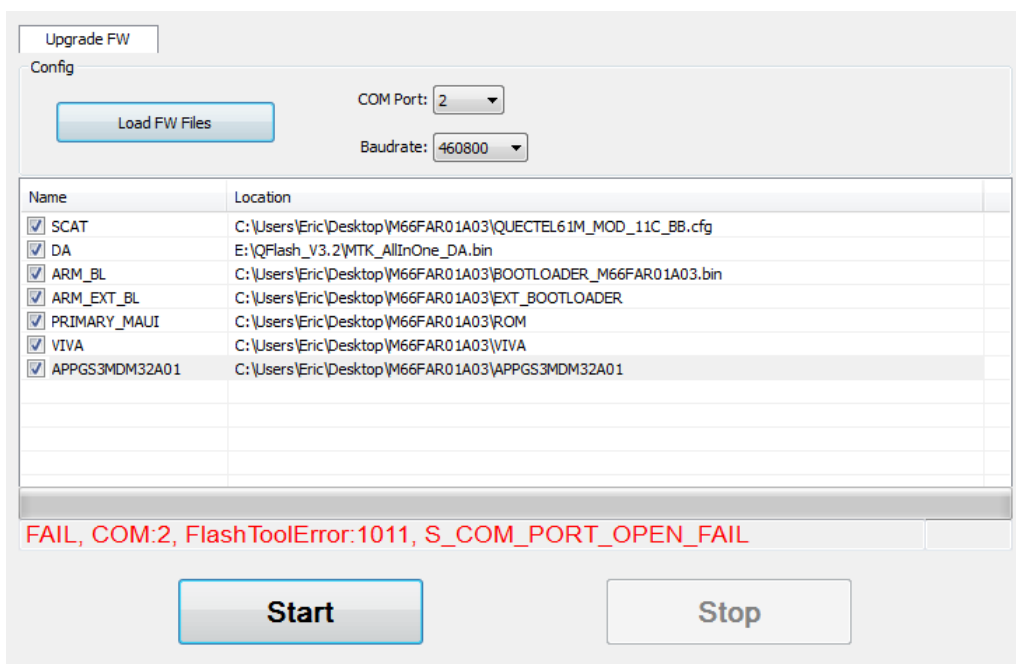 Upgrade FW
Config
Load FW Files
COM Port: 2
Baudrate: 460800
Name Location
SCAT C:\Users\Eric\Desktop\M66FAR01A03\QUECTEL61M_MOD_11C_BB.cfg
DA E:\QFlash_V3.2\MTK_AllInOne_DA.bin
ARM_BL C:\Users\Eric\Desktop\M66FAR01A03\BOOTLOADER_M66FAR01A03.bin
ARM_EXT_BL C:\Users\Eric\Desktop\M66FAR01A03\EXT_BOOTLOADER
PRIMARY_MAUI C:\Users\Eric\Desktop\M66FAR01A03\ROM
VIVA C:\Users\Eric\Desktop\M66FAR01A03\VIVA
APPGS3MDM32A01 C:\Users\Eric\Desktop\M66FAR01A03\APPGS3MDM32A01
FAIL, COM:2, FlashToolError:1011, S_COM_PORT_OPEN_FAIL
Start Stop